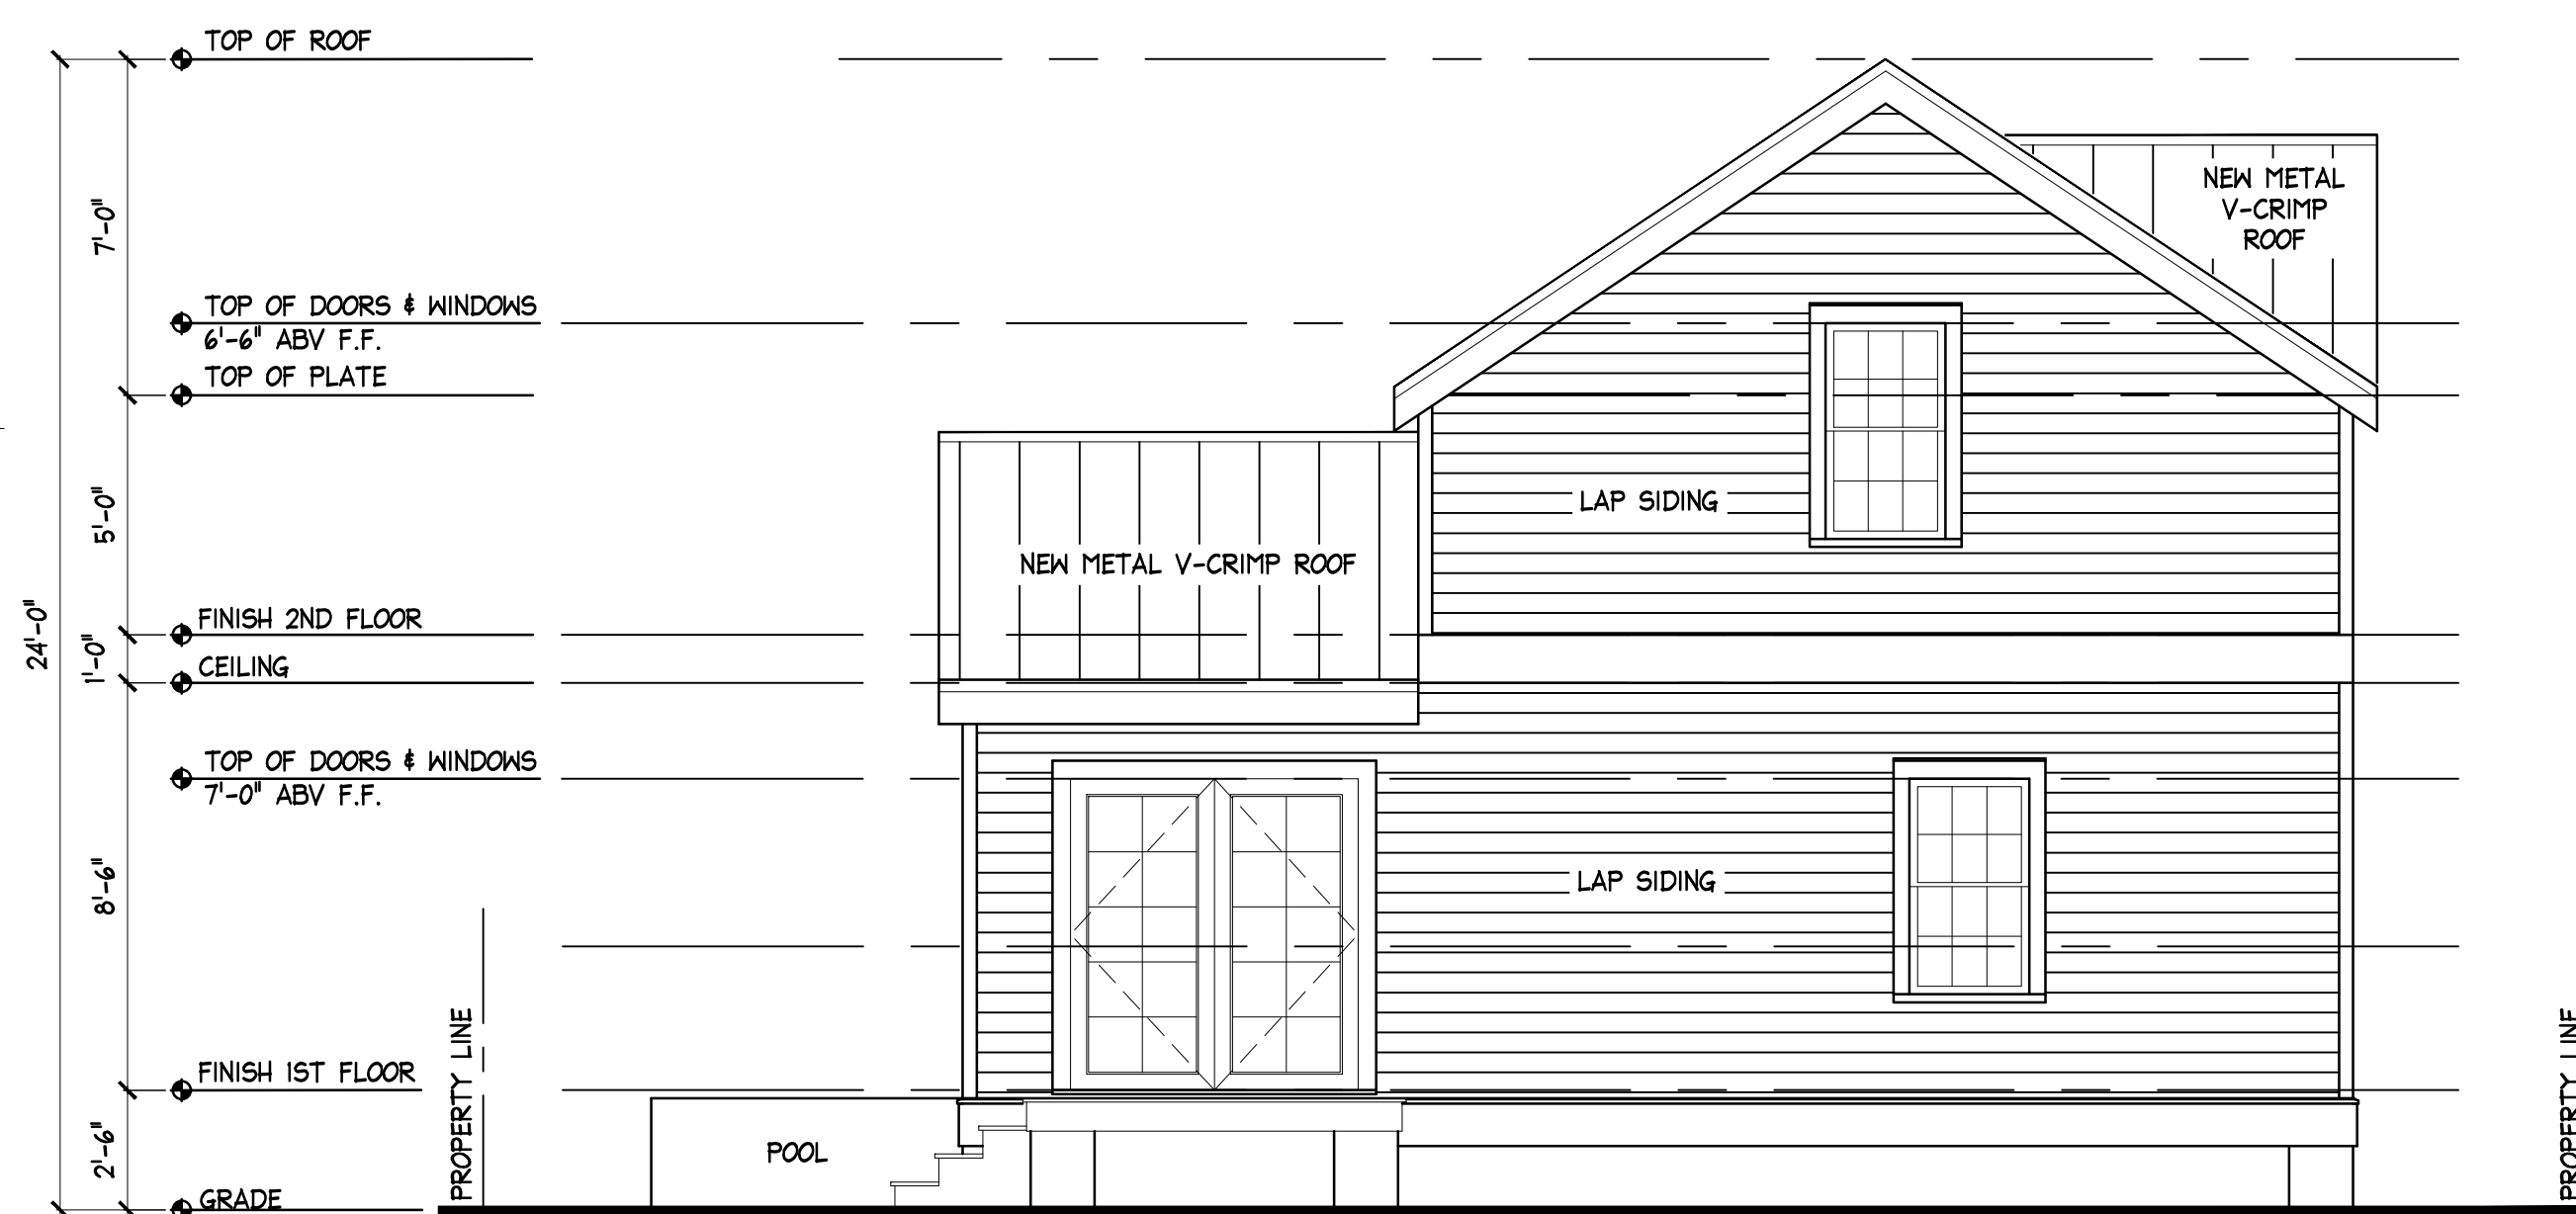 TOP OF ROOF
7'-0"
TOP OF DOORS & WINDOWS
6'-6" ABV F.F.
TOP OF PLATE
5'-0"
24'-0"
FINISH 2ND FLOOR
1'-0"
CEILING
TOP OF DOORS & WINDOWS
7'-0" ABV F.F.
8'-6"
FINISH 1ST FLOOR
2'-6"
GRADE
PROPERTY LINE
POOL
NEW METAL V-CRIMP ROOF
LAP SIDING
LAP SIDING
NEW METAL
V-CRIMP
ROOF
PROPERTY LINE